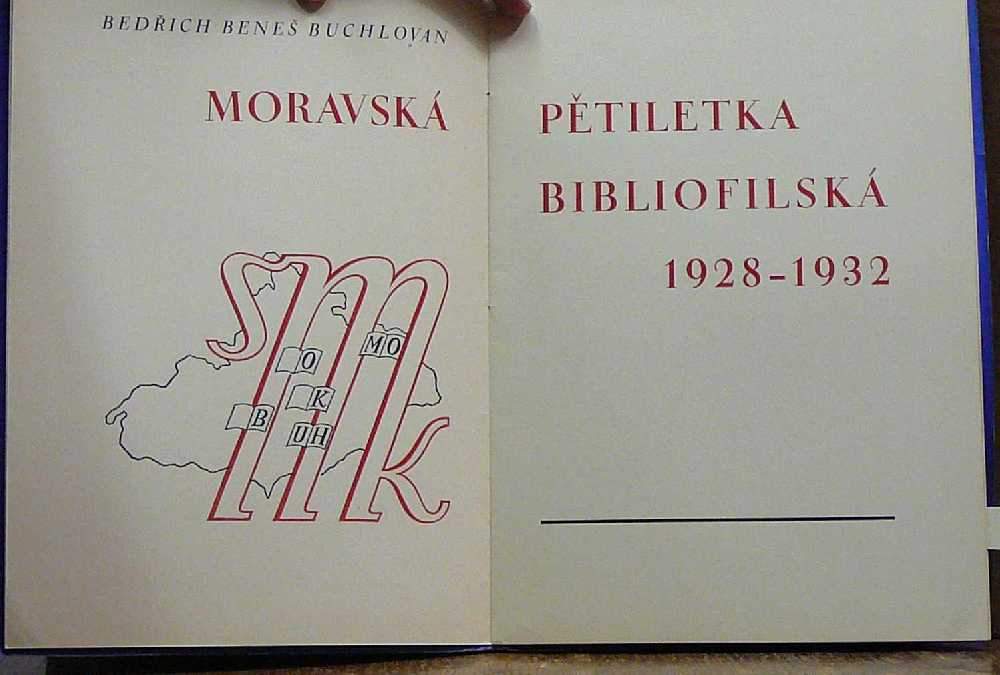 BEDŘICH BENEŠ BUCHLOVAN
MORAVSKÁ
PĚTILETKA
BIBLIOFILSKÁ
1928-1932
SMK
O
MO
K
B
UH